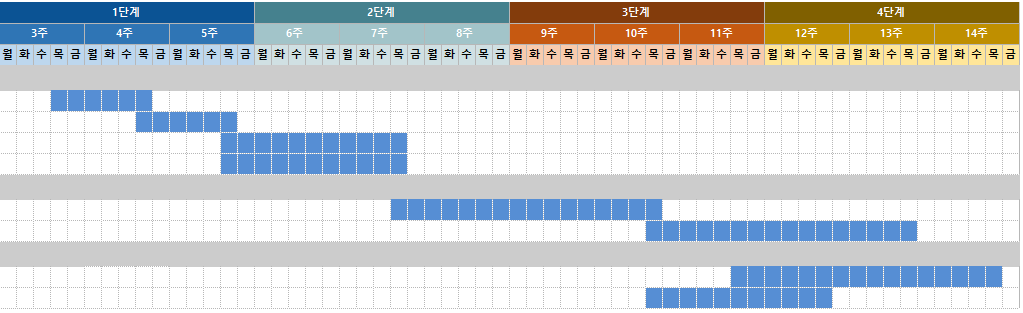 1단계 2단계 3단계 4단계
3주 4주 5주 6주 7주 8주 9주 10주 11주 12주 13주 14주
월 화 수 목 금 월 화 수 목 금 월 화 수 목 금 월 화 수 목 금 월 화 수 목 금 월 화 수 목 금 월 화 수 목 금 월 화 수 목 금 월 화 수 목 금 월 화 수 목 금 월 화 수 목 금 월 화 수 목 금